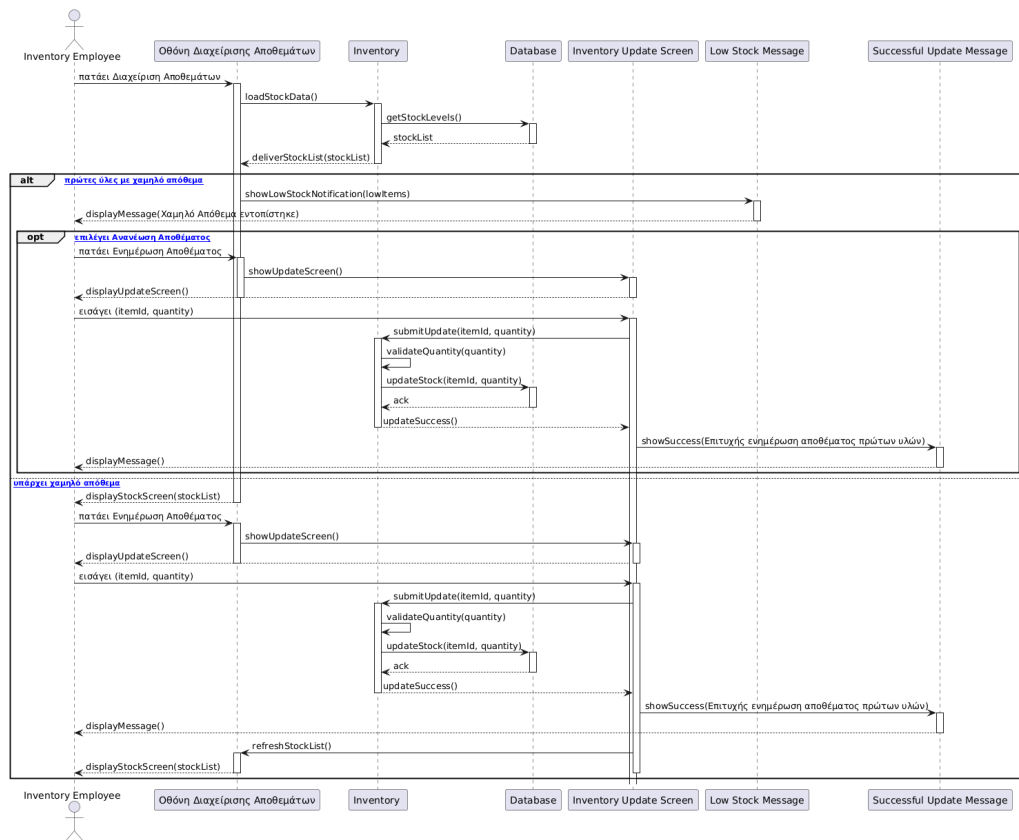 Inventory Employee
Οθόνη Διαχείρισης Αποθεμάτων
Inventory
Database
Inventory Update Screen
Low Stock Message
Successful Update Message
πατάει Διαχείριση Αποθεμάτων
loadStockData()
getStockLevels()
stockList
deliverStockList(stockList)
alt
πρώτες ύλες με χαμηλό απόθεμα
showLowStockNotification(lowItems)
displayMessage(Χαμηλό Απόθεμα εντοπίστηκε)
opt
επιλέγει Ανανέωση Αποθέματος
πατάει Ενημέρωση Αποθέματος
showUpdateScreen()
displayUpdateScreen()
εισάγει (itemId, quantity)
submitUpdate(itemId, quantity)
validateQuantity(quantity)
updateStock(itemId, quantity)
ack
updateSuccess()
showSuccess(Επιτυχής ενημέρωση αποθέματος πρώτων υλών)
displayMessage()
υπάρχει χαμηλό απόθεμα
displayStockScreen(stockList)
πατάει Ενημέρωση Αποθέματος
showUpdateScreen()
displayUpdateScreen()
εισάγει (itemId, quantity)
submitUpdate(itemId, quantity)
validateQuantity(quantity)
updateStock(itemId, quantity)
ack
updateSuccess()
showSuccess(Επιτυχής ενημέρωση αποθέματος πρώτων υλών)
displayMessage()
refreshStockList()
displayStockScreen(stockList)
Inventory Employee
Οθόνη Διαχείρισης Αποθεμάτων
Inventory
Database
Inventory Update Screen
Low Stock Message
Successful Update Message